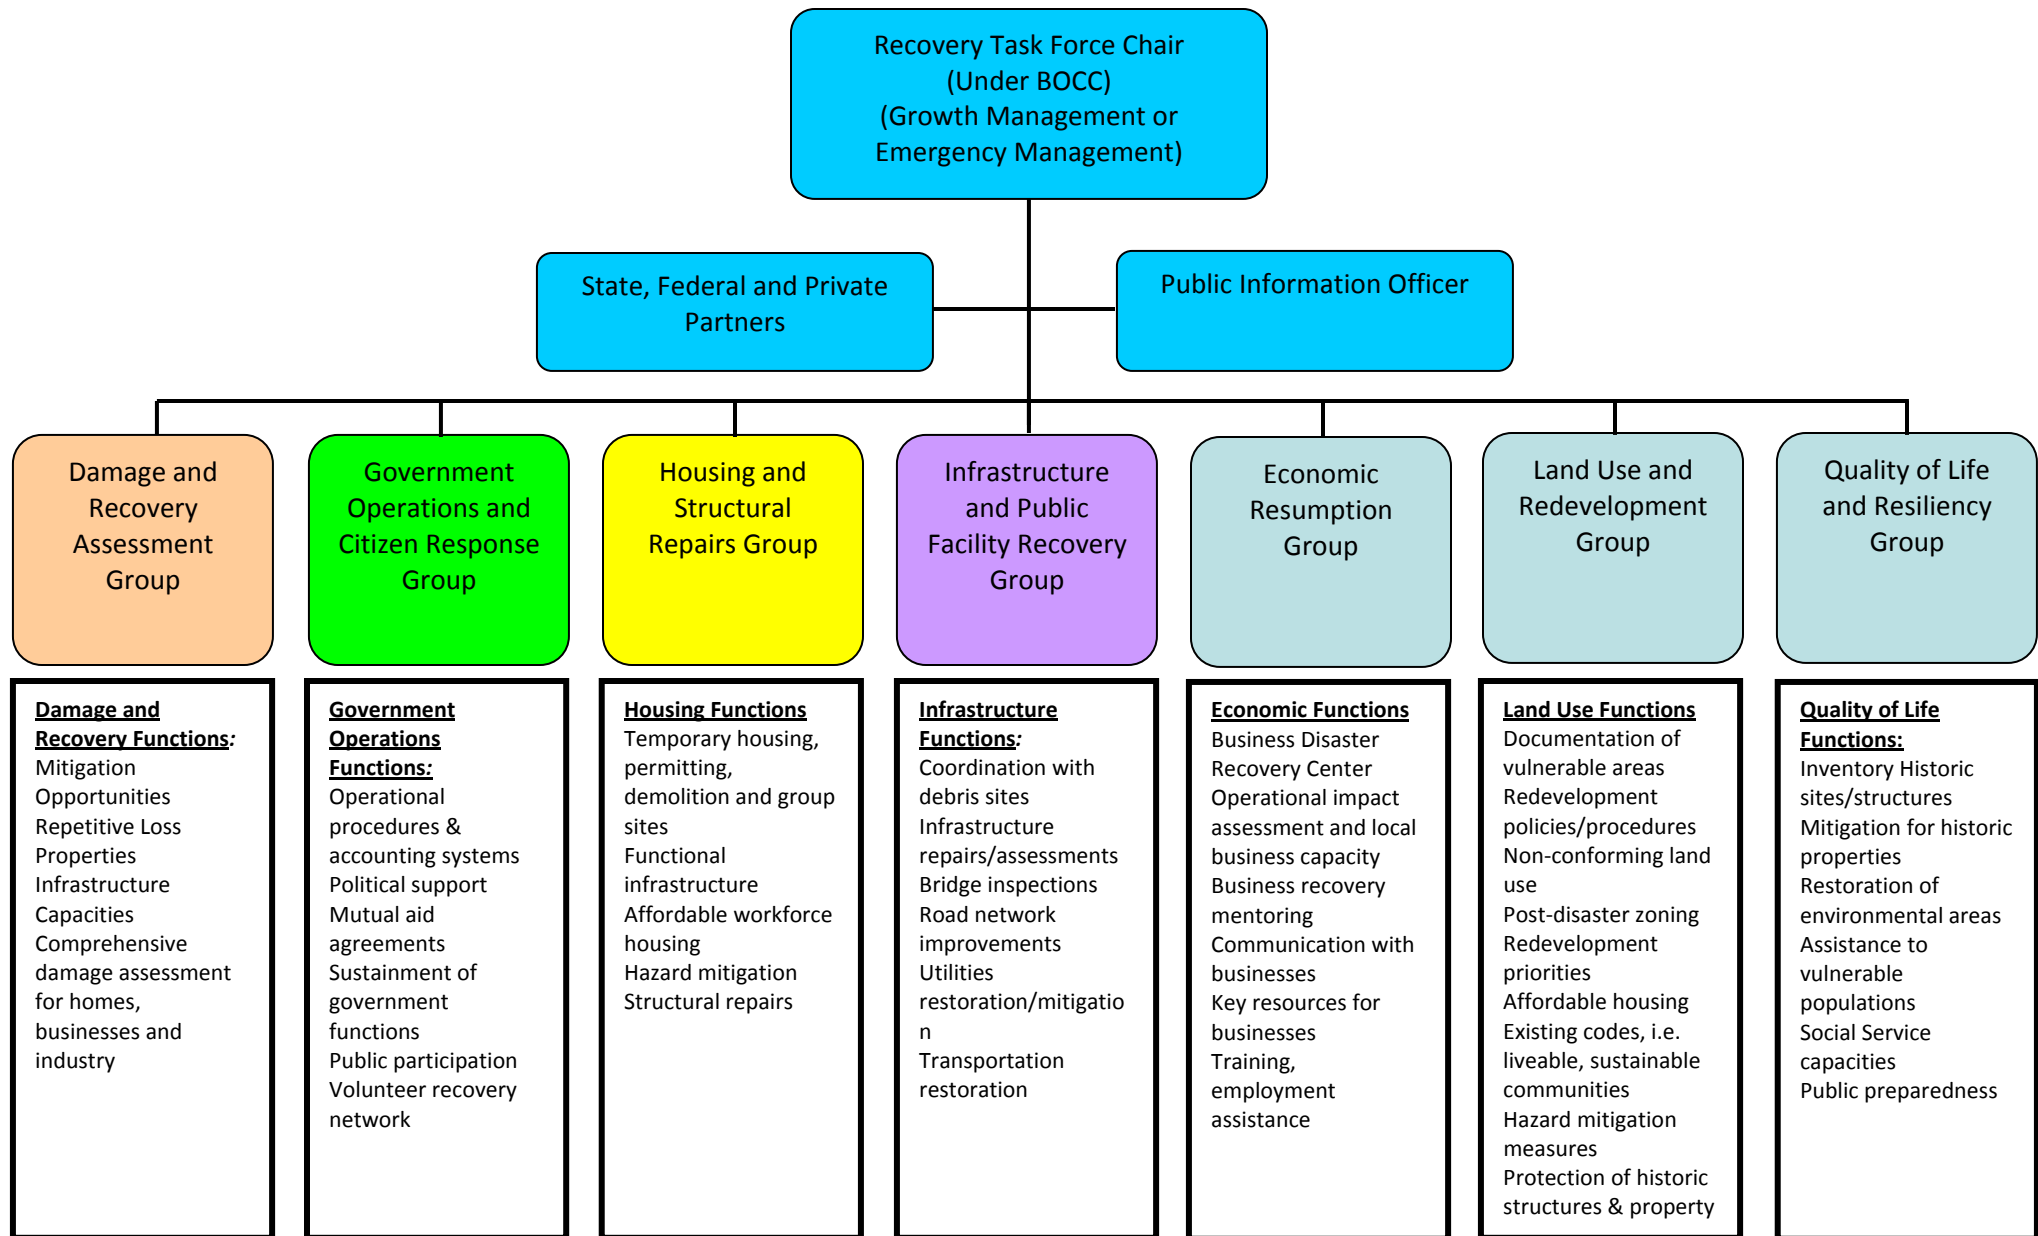 Recovery Task Force Chair
(Under BOCC)
(Growth Management or
Emergency Management)
State, Federal and Private
Partners
Public Information Officer
Damage and
Recovery
Assessment
Group
Government
Operations and
Citizen Response
Group
Housing and
Structural
Repairs Group
Infrastructure
and Public
Facility Recovery
Group
Economic
Resumption
Group
Land Use and
Redevelopment
Group
Quality of Life
and Resiliency
Group
Damage and
Recovery Functions:
Mitigation
Opportunities
Repetitive Loss
Properties
Infrastructure
Capacities
Comprehensive
damage assessment
for homes,
businesses and
industry
Government
Operations
Functions:
Operational
procedures &
accounting systems
Political support
Mutual aid
agreements
Sustainment of
government
functions
Public participation
Volunteer recovery
network
Housing Functions
Temporary housing,
permitting,
demolition and group
sites
Functional
infrastructure
Affordable workforce
housing
Hazard mitigation
Structural repairs
Infrastructure
Functions:
Coordination with
debris sites
Infrastructure
repairs/assessments
Bridge inspections
Road network
improvements
Utilities
restoration/mitigatio
n
Transportation
restoration
Economic Functions
Business Disaster
Recovery Center
Operational impact
assessment and local
business capacity
Business recovery
mentoring
Communication with
businesses
Key resources for
businesses
Training,
employment
assistance
Land Use Functions
Documentation of
vulnerable areas
Redevelopment
policies/procedures
Non-conforming land
use
Post-disaster zoning
Redevelopment
priorities
Affordable housing
Existing codes, i.e.
liveable, sustainable
communities
Hazard mitigation
measures
Protection of historic
structures & property
Quality of Life
Functions:
Inventory Historic
sites/structures
Mitigation for historic
properties
Restoration of
environmental areas
Assistance to
vulnerable
populations
Social Service
capacities
Public preparedness